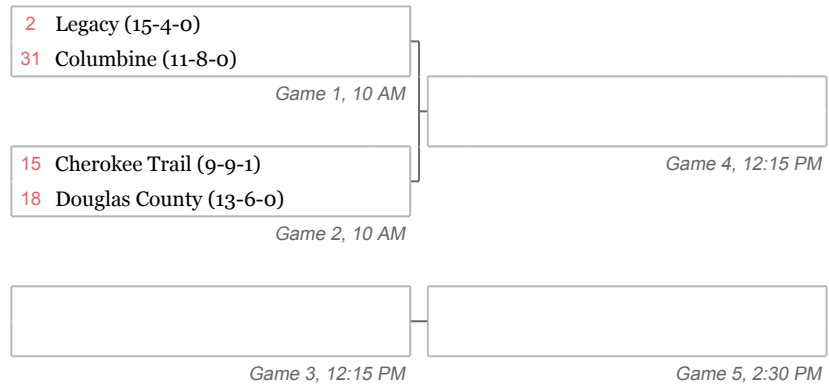 2 Legacy (15-4-0)
31 Columbine (11-8-0)
Game 1, 10 AM
15 Cherokee Trail (9-9-1)
18 Douglas County (13-6-0)
Game 2, 10 AM
Game 4, 12:15 PM
Game 3, 12:15 PM
Game 5, 2:30 PM